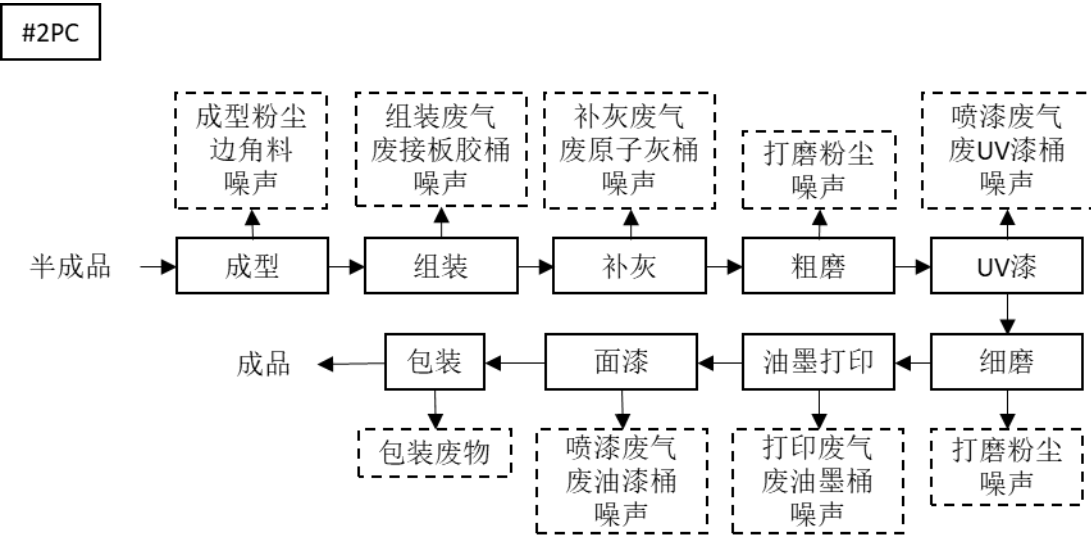 #2PC
成型粉尘
边角料
噪声
组装废气
废接板胶桶
噪声
补灰废气
废原子灰桶
噪声
打磨粉尘
噪声
喷漆废气
废UV漆桶
噪声
半成品
成型
组装
补灰
粗磨
UV漆
成品
包装
面漆
油墨打印
细磨
包装废物
喷漆废气
废油漆桶
噪声
打印废气
废油墨桶
噪声
打磨粉尘
噪声